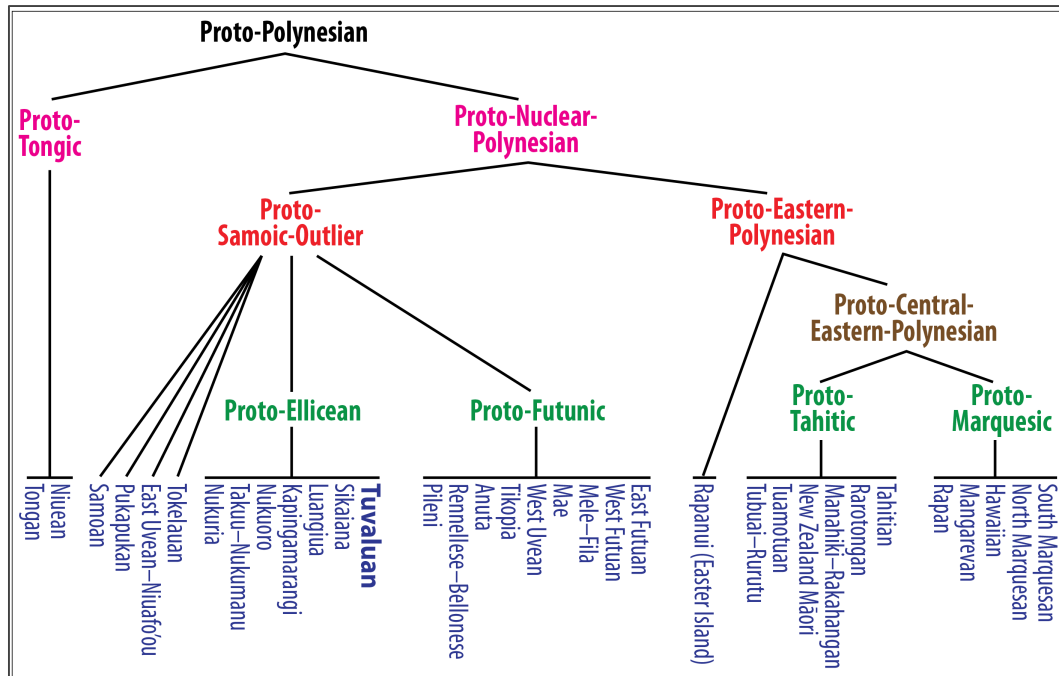 Proto-Polynesian
Proto-
Tongic
Proto-Nuclear-
Polynesian
Proto-
Samoic-Outlier
Proto-Eastern-
Polynesian
Proto-Central-
Eastern-Polynesian
Proto-Ellicean
Proto-Futunic
Proto-
Tahitic
Proto-
Marquesic
Tongan
Niuean
Samoan
Pukapukan
East Uvean–Niuafo'ou
Tokelauan
Nukuria
Takuu–Nukumanu
Nukuoro
Kapingamarangi
Luangiua
Sikaiana
Tuvaluan
Pileni
Rennellese–Bellonese
Anuta
Tikopia
West Uvean
Mae
Mele–Fila
West Futuan
East Futuan
Rapanui (Easter Island)
Tubuai–Rurutu
Tuamotuan
New Zealand Māori
Manahiki–Rakahangan
Rarotongan
Tahitian
Rapan
Mangarevan
Hawaiian
North Marquesan
South Marquesan